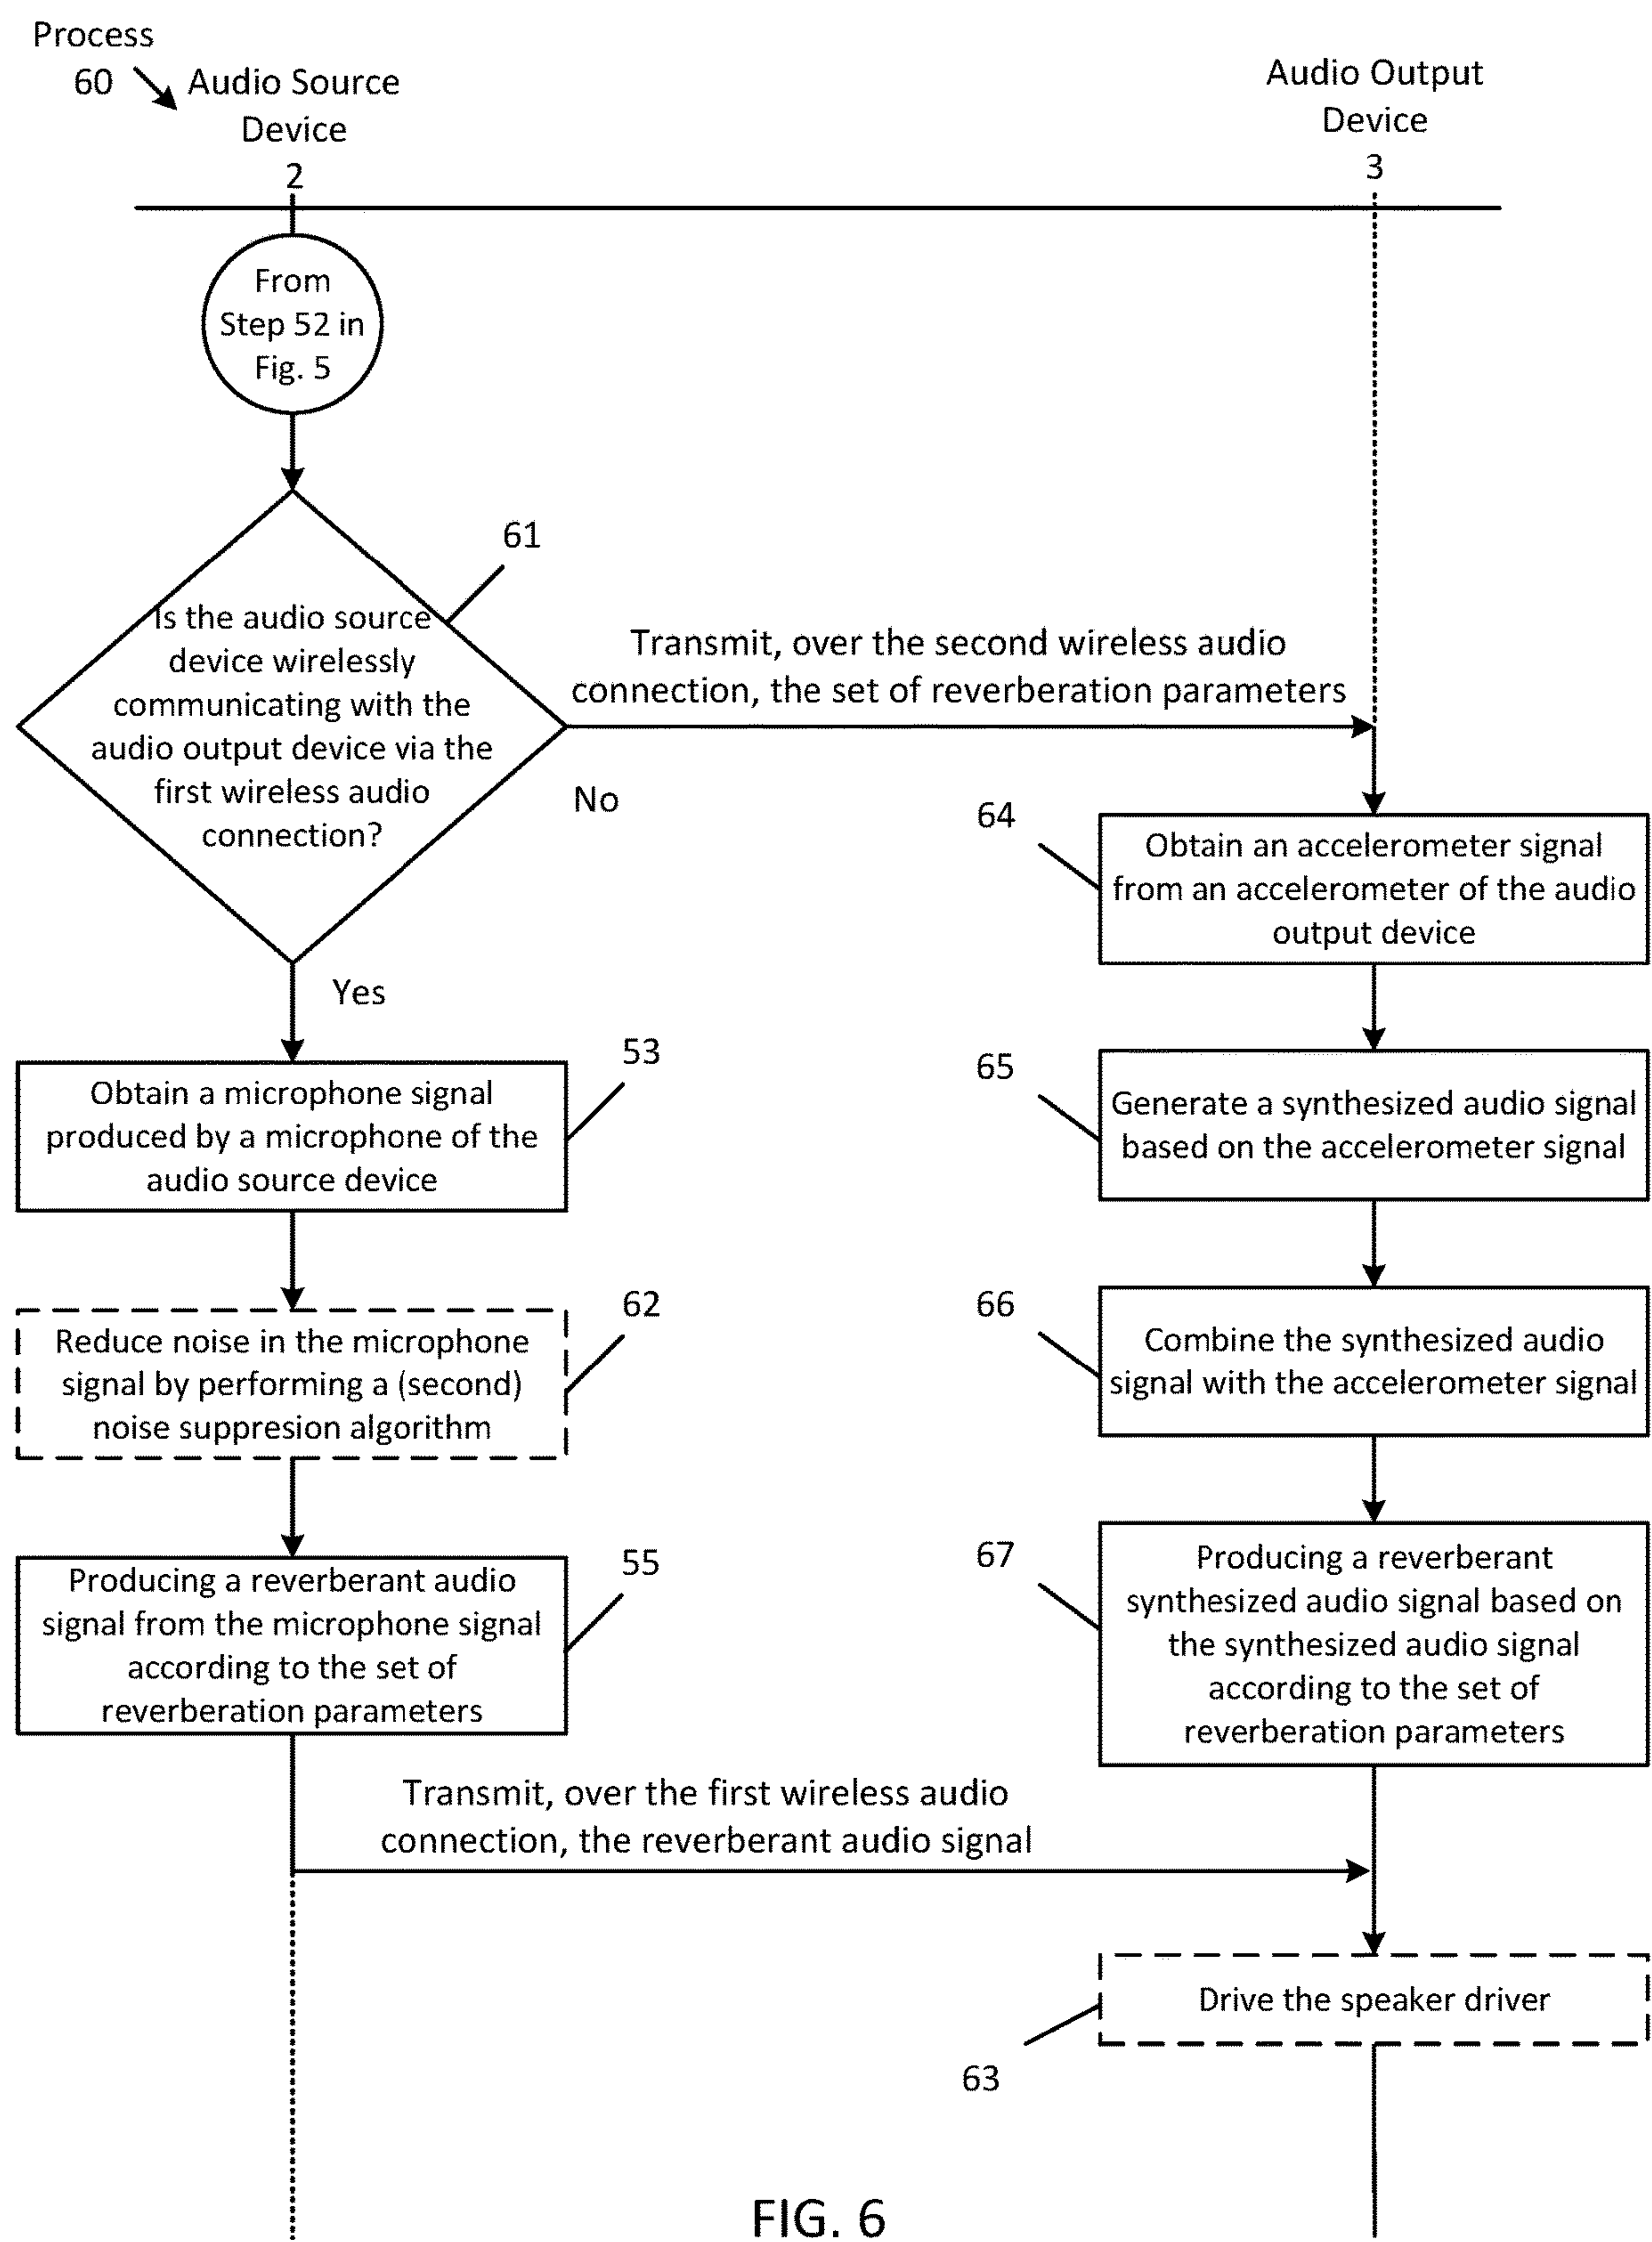 Process
60
Audio Source
Device
2
Audio Output
Device
3
From
Step 52 in
Fig. 5
61
Is the audio source
device wirelessly
communicating with the
audio output device via the
first wireless audio
connection?
Transmit, over the second wireless audio
connection, the set of reverberation parameters
No
Yes
64
Obtain an accelerometer signal
from an accelerometer of the audio
output device
53
Obtain a microphone signal
produced by a microphone of the
audio source device
65
Generate a synthesized audio signal
based on the accelerometer signal
62
Reduce noise in the microphone
signal by performing a (second)
noise suppresion algorithm
66
Combine the synthesized audio
signal with the accelerometer signal
55
Producing a reverberant audio
signal from the microphone signal
according to the set of
reverberation parameters
67
Producing a reverberant
synthesized audio signal based on
the synthesized audio signal
according to the set of
reverberation parameters
Transmit, over the first wireless audio
connection, the reverberant audio signal
Drive the speaker driver
63
FIG. 6